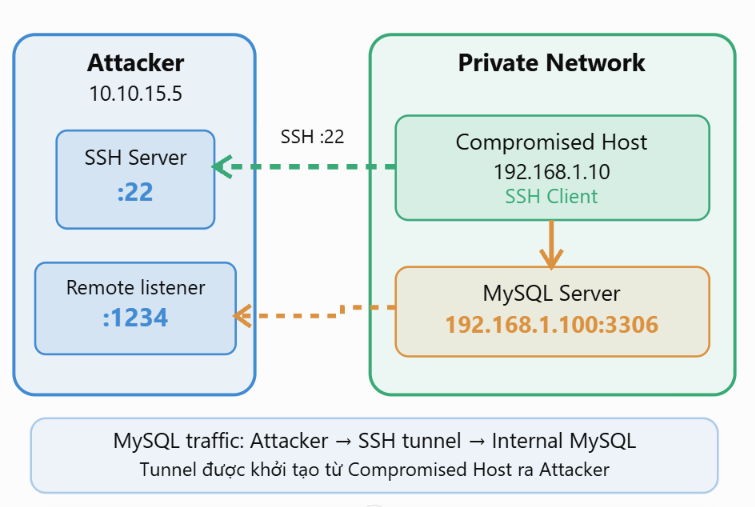 Attacker
10.10.15.5
SSH Server
:22
Remote listener
:1234
SSH :22
Private Network
Compromised Host
192.168.1.10
SSH Client
MySQL Server
192.168.1.100:3306
MySQL traffic: Attacker → SSH tunnel → Internal MySQL
Tunnel được khởi tạo từ Compromised Host ra Attacker